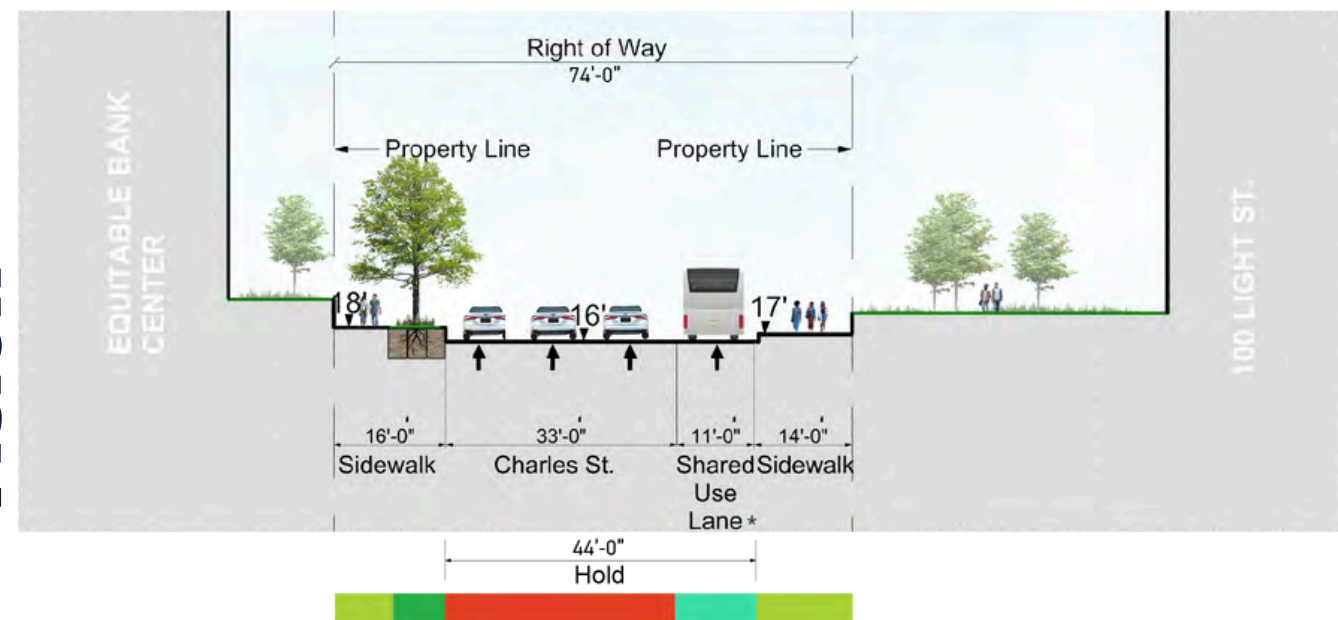 Right of Way
74'-0"
Property Line
Property Line
EQUITABLE BANK
CENTER
100 LIGHT ST.
18'
16'
17'
16'-0"
33'-0"
11'-0"
14'-0"
Sidewalk
Charles St.
Shared
Use
Lane *
Sidewalk
44'-0"
Hold